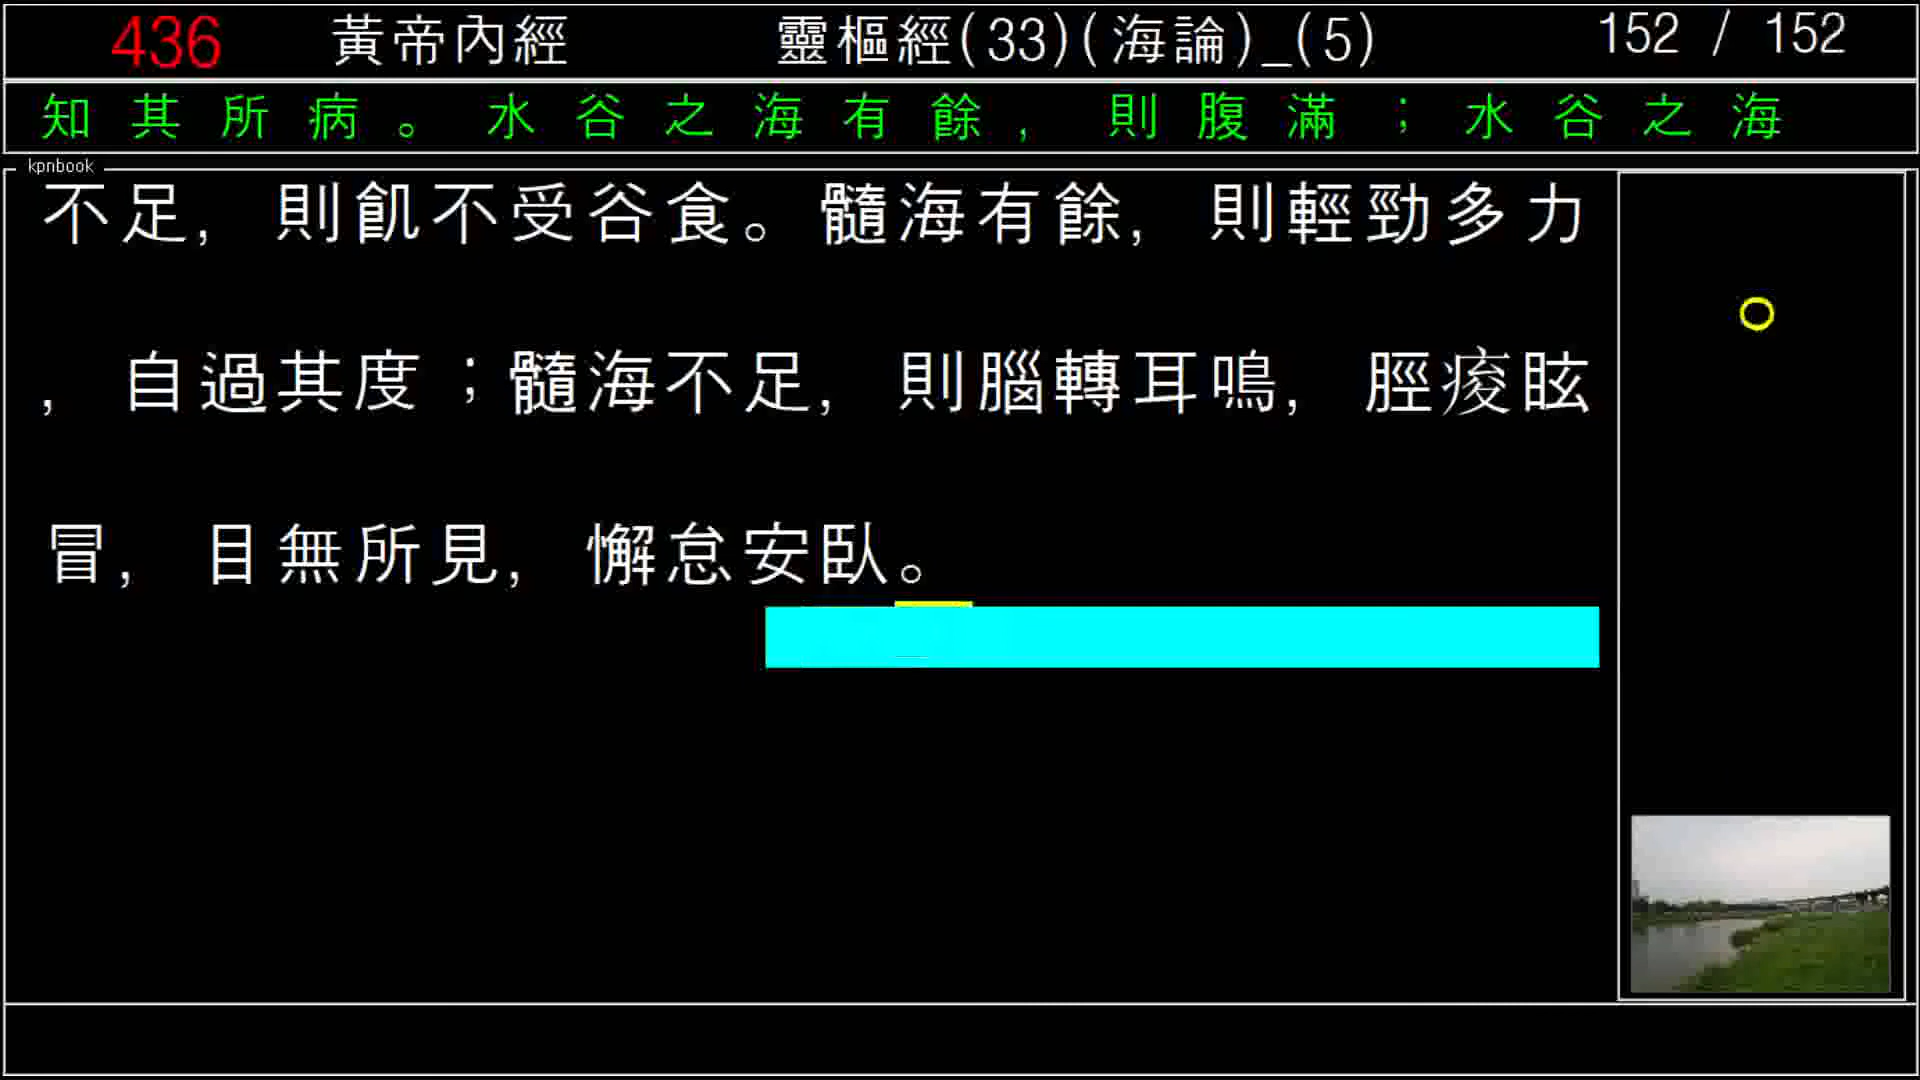 436 黃帝內經 靈樞經(33)(海論)_(5) 152 / 152
知其所病。水谷之海有餘，則腹滿；水谷之海
kpnbook
不足，則飢不受谷食。髓海有餘，則輕勁多力
，自過其度；髓海不足，則腦轉耳鳴，脛痠眩
冒，目無所見，懈怠安臥。